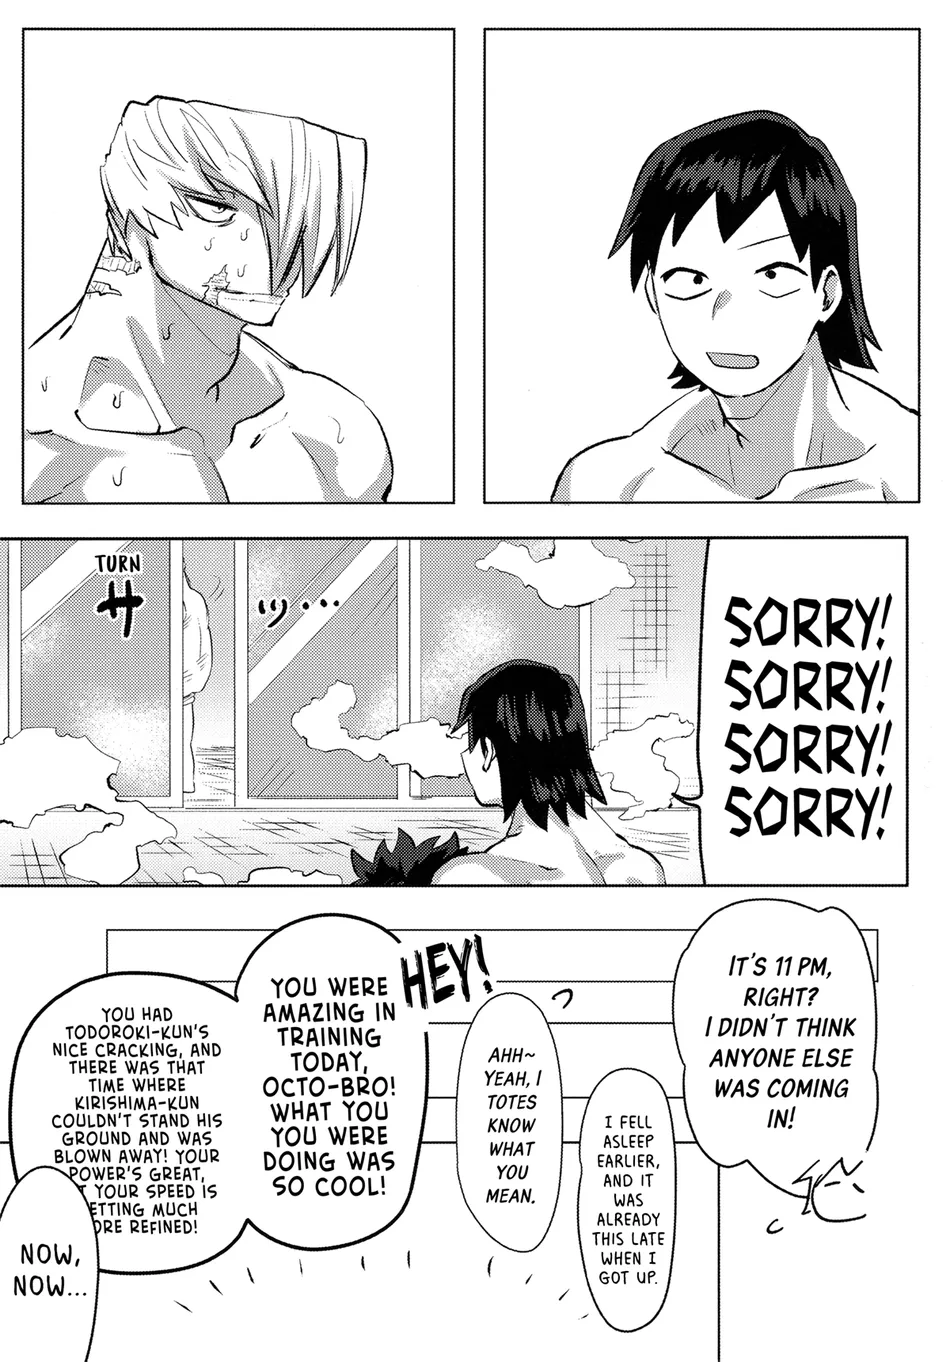 TURN
サ
ッ...
SORRY!
SORRY!
SORRY!
SORRY!
IT'S 11 PM,
RIGHT?
I DIDN'T THINK
ANYONE ELSE
WAS COMING
IN!
I FELL
ASLEEP
EARLIER,
AND IT
WAS
ALREADY
THIS LATE
WHEN I
GOT UP.
AHH~
YEAH, I
TOTES
KNOW
WHAT
YOU
MEAN.
HEY!
YOU WERE
AMAZING IN
TRAINING
TODAY,
OCTO-BRO!
WHAT YOU
YOU WERE
DOING WAS
SO COOL!
YOU HAD
TODOROKI-KUN'S
NICE CRACKING, AND
THERE WAS THAT
TIME WHERE
KIRISHIMA-KUN
COULDN'T STAND HIS
GROUND AND WAS
BLOWN AWAY! YOUR
POWER'S GREAT,
YOUR SPEED IS
MUCH
REFINED!
NOW,
NOW...